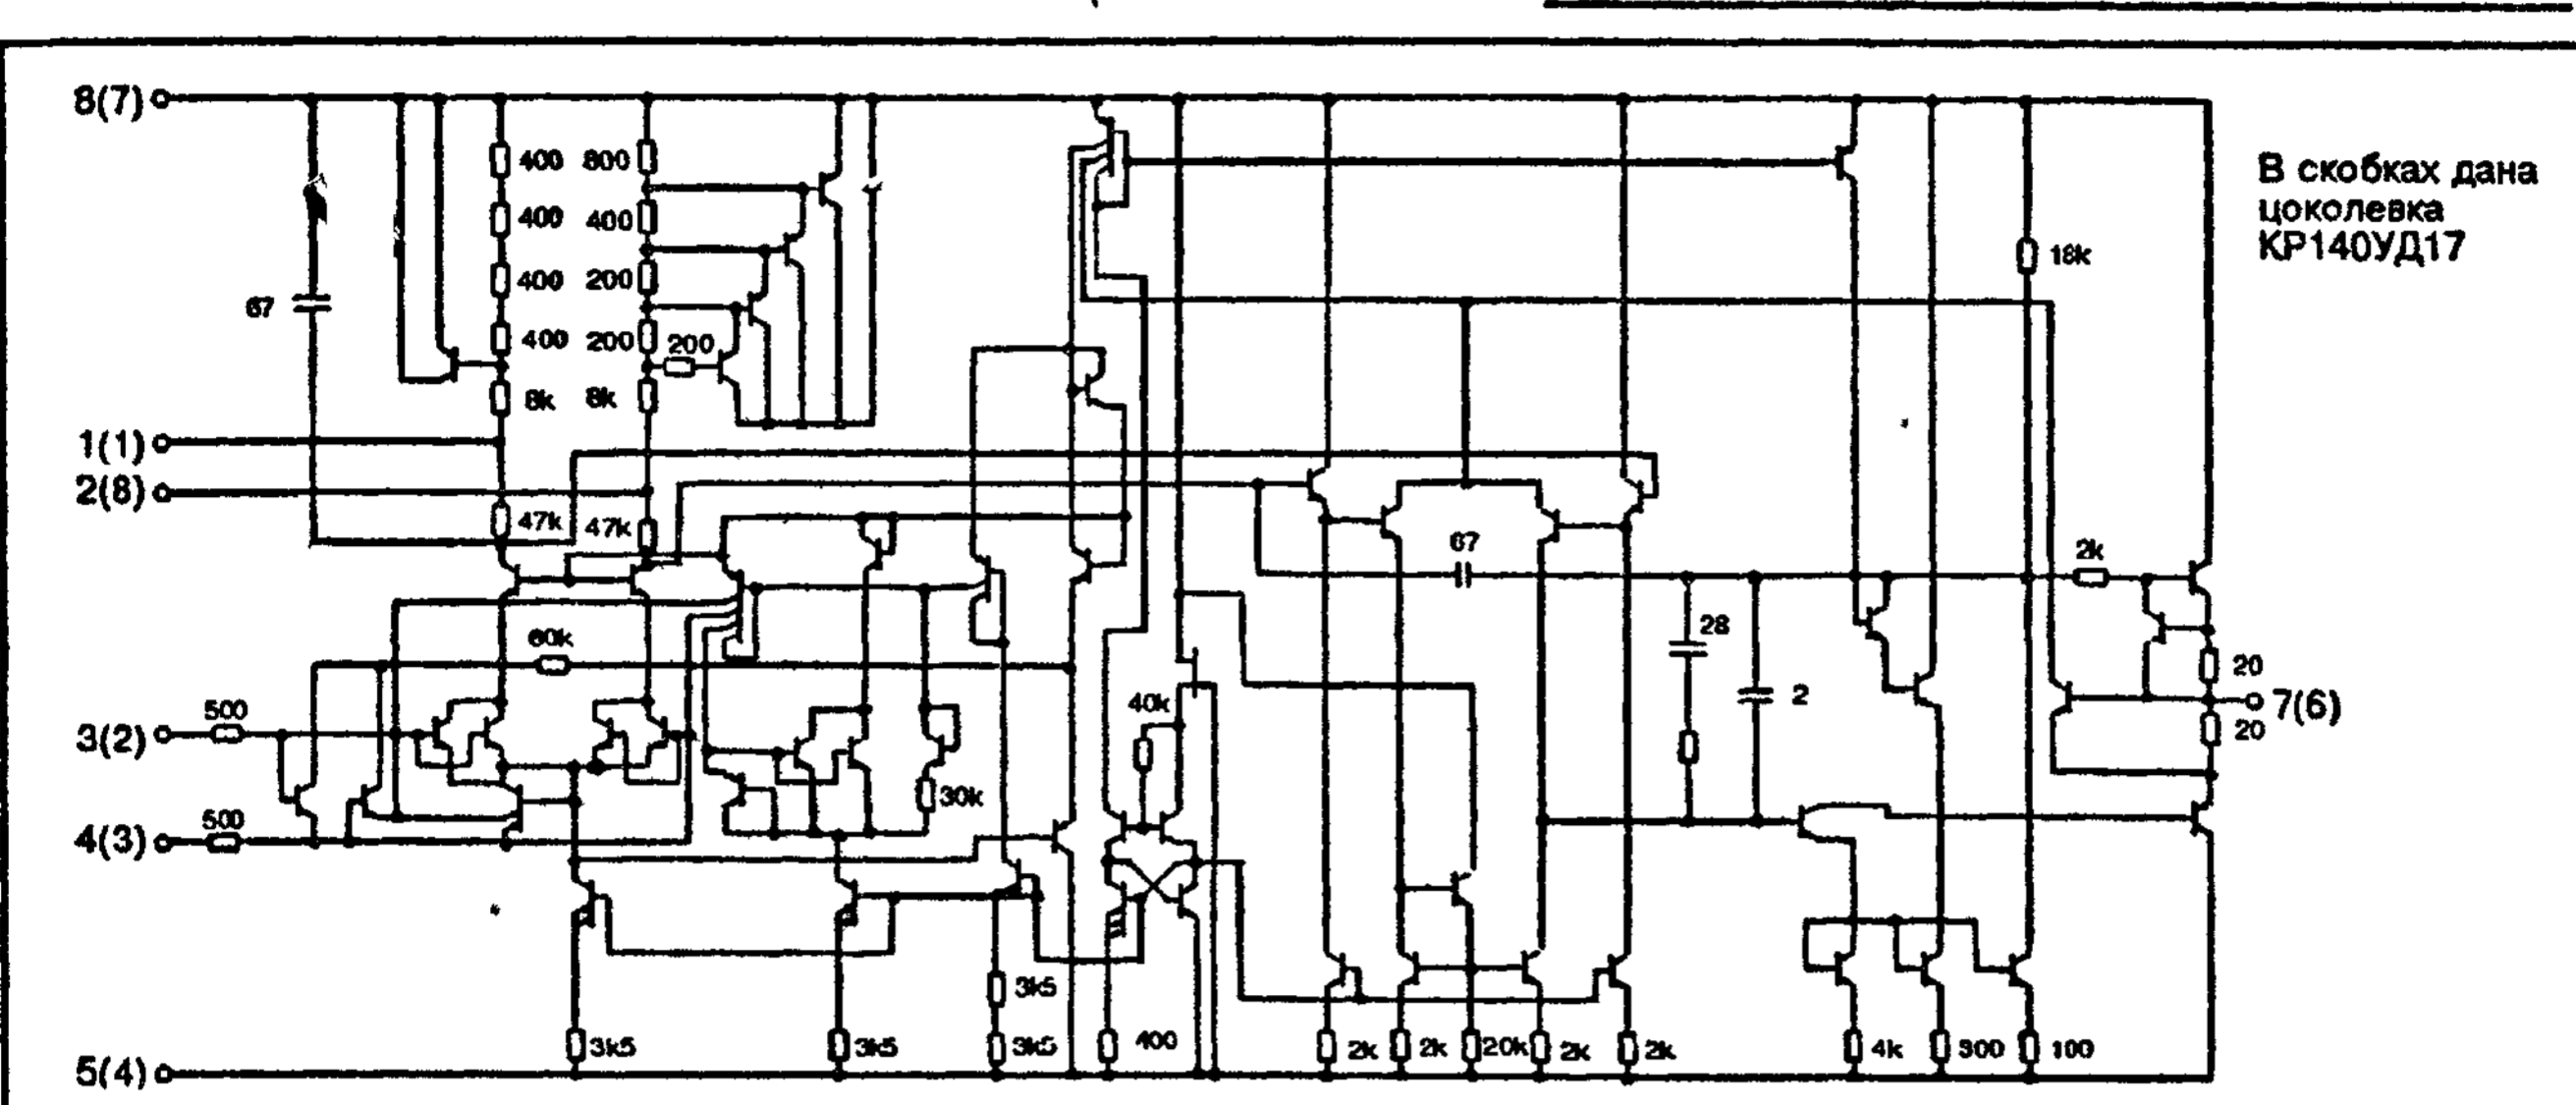 8(7)
В скобках дана
цоколевка
КР140УД17
400 800
400 400
18k
400 200
67
400 200 200
8k 8k
1(1)
2(8)
47k 47k
67
2k
60k
28
20
500
40k
2
3(2)
7(6)
20
30k
500
4(3)
3k5
3k5
3k5
3k5
400
2k
2k
20k
2k
2k
4k
300
100
5(4)